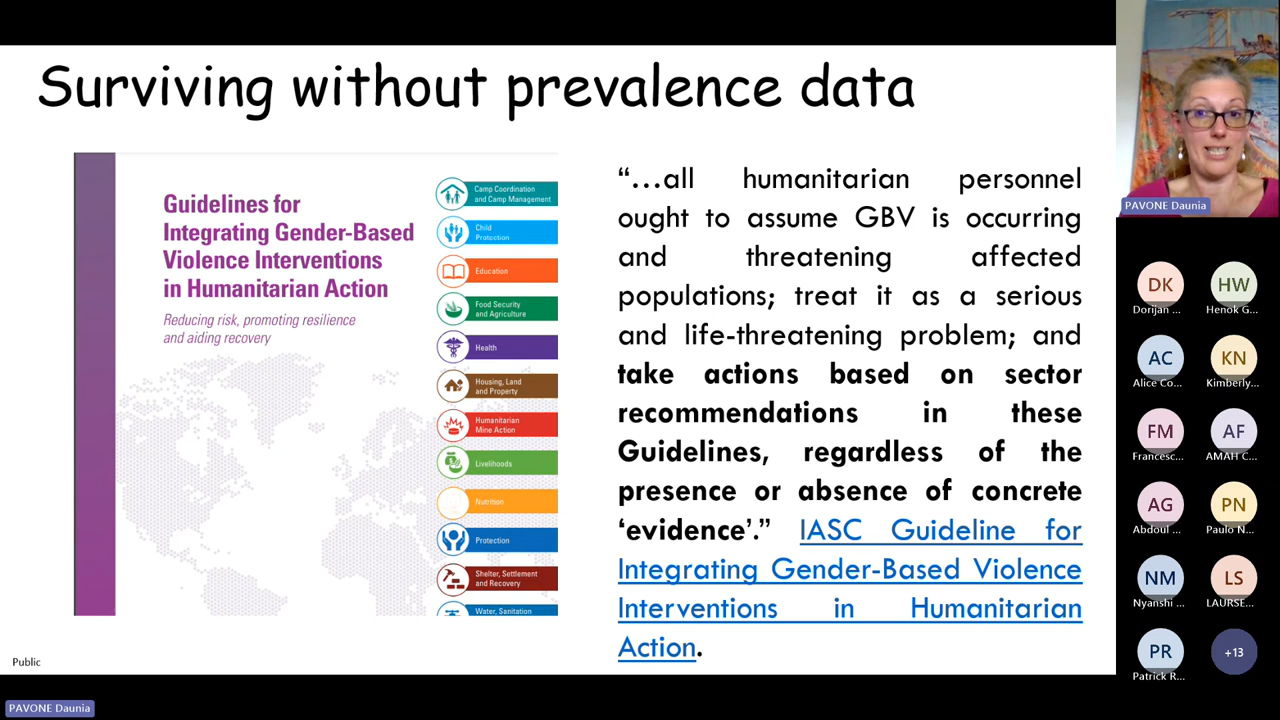 Surviving without prevalence data
Guidelines for
Integrating Gender-Based
Violence Interventions
in Humanitarian Action
Reducing risk, promoting resilience
and aiding recovery
Camp Coordination
and Camp Management
Child
Protection
Education
Food Security
and Agriculture
Health
Housing, Land
and Property
Humanitarian
Mine Action
Livelihoods
Nutrition
Protection
Shelter, Settlement
and Recovery
Water, Sanitation
“…all humanitarian personnel
ought to assume GBV is occurring
and threatening affected
populations; treat it as a serious
and life-threatening problem; and
take actions based on sector
recommendations in these
Guidelines, regardless of the
presence or absence of concrete
‘evidence’.” IASC Guideline for
Integrating Gender-Based Violence
Interventions in Humanitarian
Action.
Public
PAVONE Daunia
PAVONE Daunia
DK
Dorijan ...
HW
Henok G...
AC
Alice Co...
KN
Kimberly...
FM
Francesc...
AF
AMAH C...
AG
Abdoul ...
PN
Paulo N...
NM
Nyanshi ...
LS
LAURSE...
PR
Patrick R...
+13